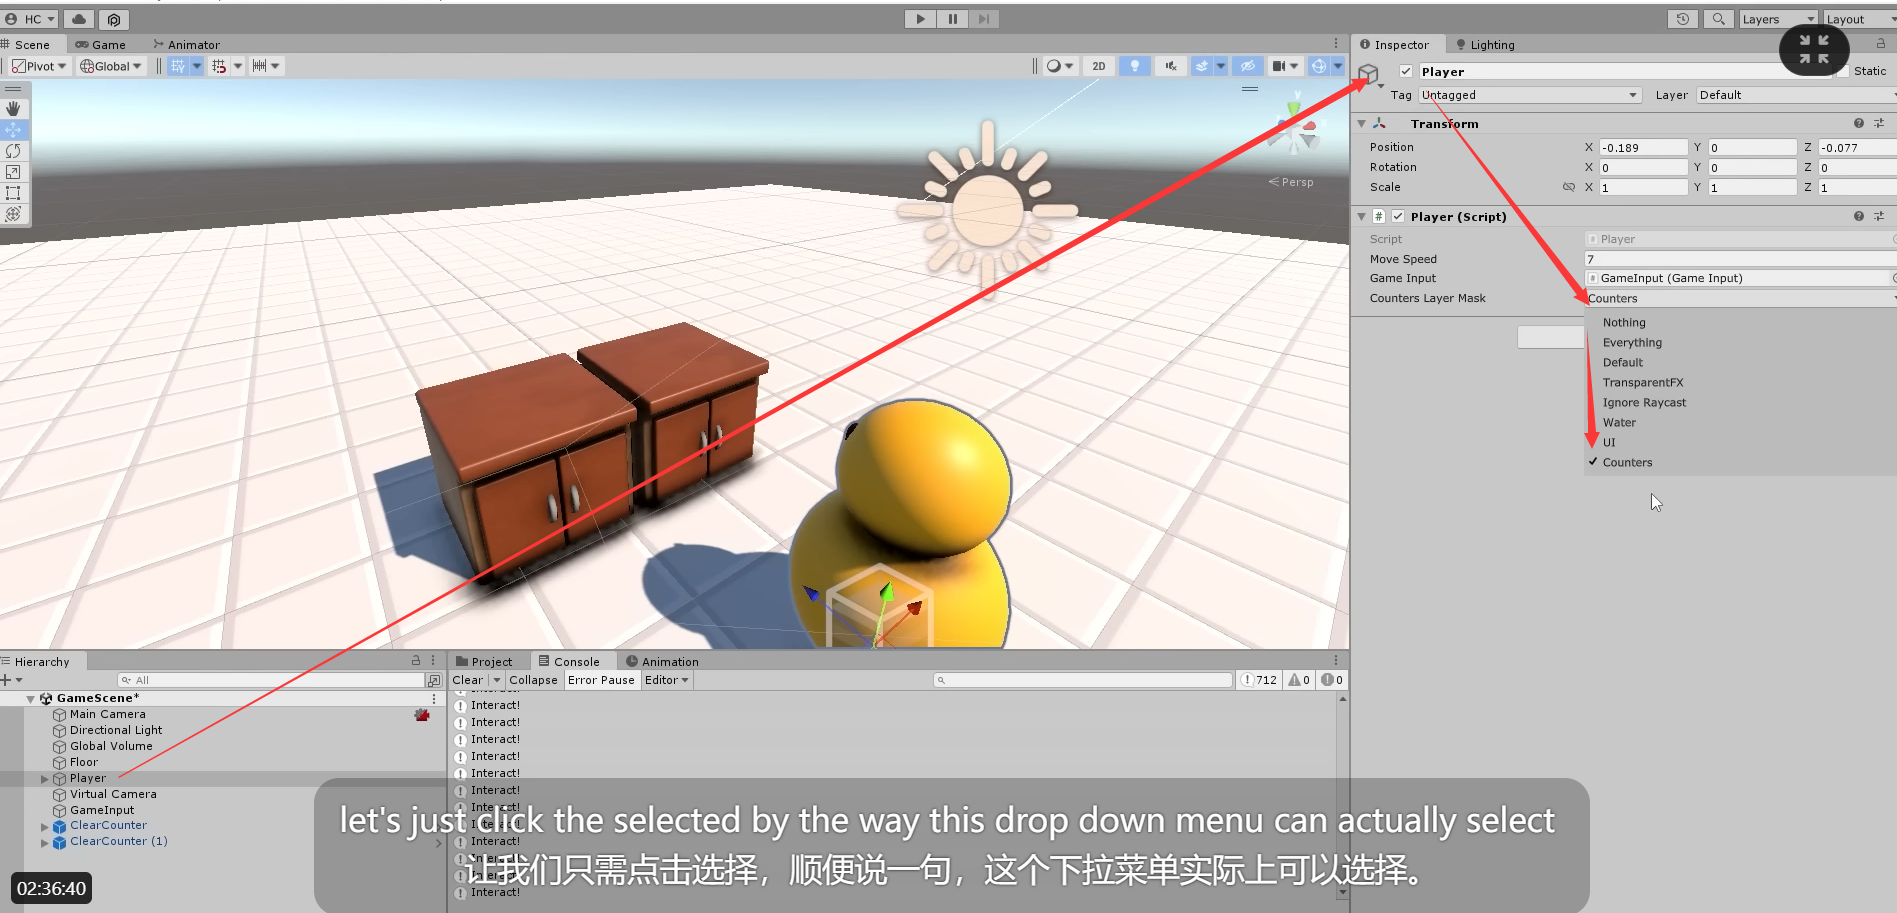 HC
Layers
Layout
Scene
Game
Animator
Inspector
Lighting
Pivot
Global
2D
Player
Static
Tag
Untagged
Layer
Default
Transform
Position
X
-0.189
Y
0
Z
-0.077
Rotation
X
0
Y
0
Z
0
Scale
X
1
Y
1
Z
1
Player (Script)
Script
Player
Move Speed
7
Game Input
GameInput (Game Input)
Counters Layer Mask
Counters
Nothing
Everything
Default
TransparentFX
Ignore Raycast
Water
UI
Counters
y
Persp
Hierarchy
All
GameScene*
Main Camera
Directional Light
Global Volume
Floor
Player
Virtual Camera
GameInput
ClearCounter
ClearCounter (1)
Project
Console
Animation
Clear
Collapse
Error Pause
Editor
712
0
0
Interact!
Interact!
Interact!
Interact!
Interact!
Interact!
Interact!
Interact!
Interact!
Interact!
Interact!
Interact!
let's just click the selected by the way this drop down menu can actually select
让我们只需点击选择，顺便说一句，这个下拉菜单实际上可以选择。
02:36:40